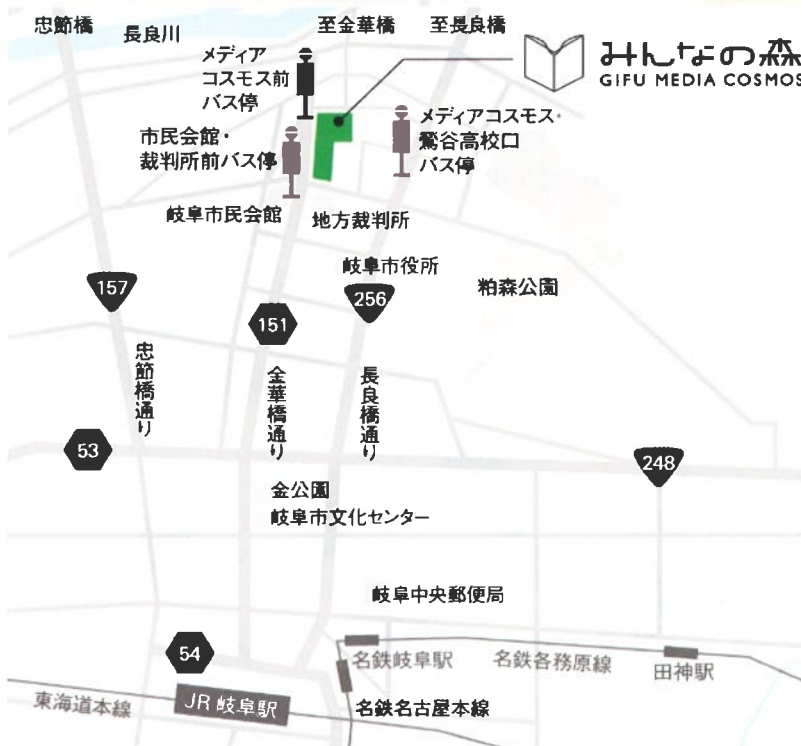 忠節橋
長良川
至金華橋
至長良橋
メディア
コスモス前
バス停
みんなの森
GIFU MEDIA COSMOS
市民会館・
裁判所前バス停
メディアコスモス・
鶯谷高校口
バス停
岐阜市民会館
地方裁判所
岐阜市役所
粕森公園
157
151
256
忠節橋通り
金華橋通り
長良橋通り
53
248
金公園
岐阜市文化センター
岐阜中央郵便局
54
名鉄岐阜駅
名鉄各務原線
田神駅
東海道本線
JR 岐阜駅
名鉄名古屋本線